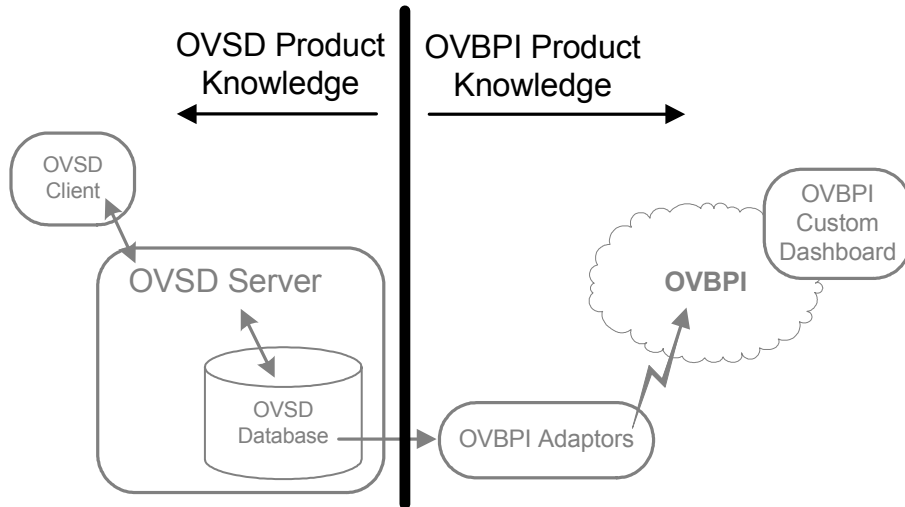 OVSD Product
Knowledge
OVBPI Product
Knowledge
OVSD
Client
OVBPI
Custom
Dashboard
OVSD Server
OVBPI
OVSD
Database
OVBPI Adaptors